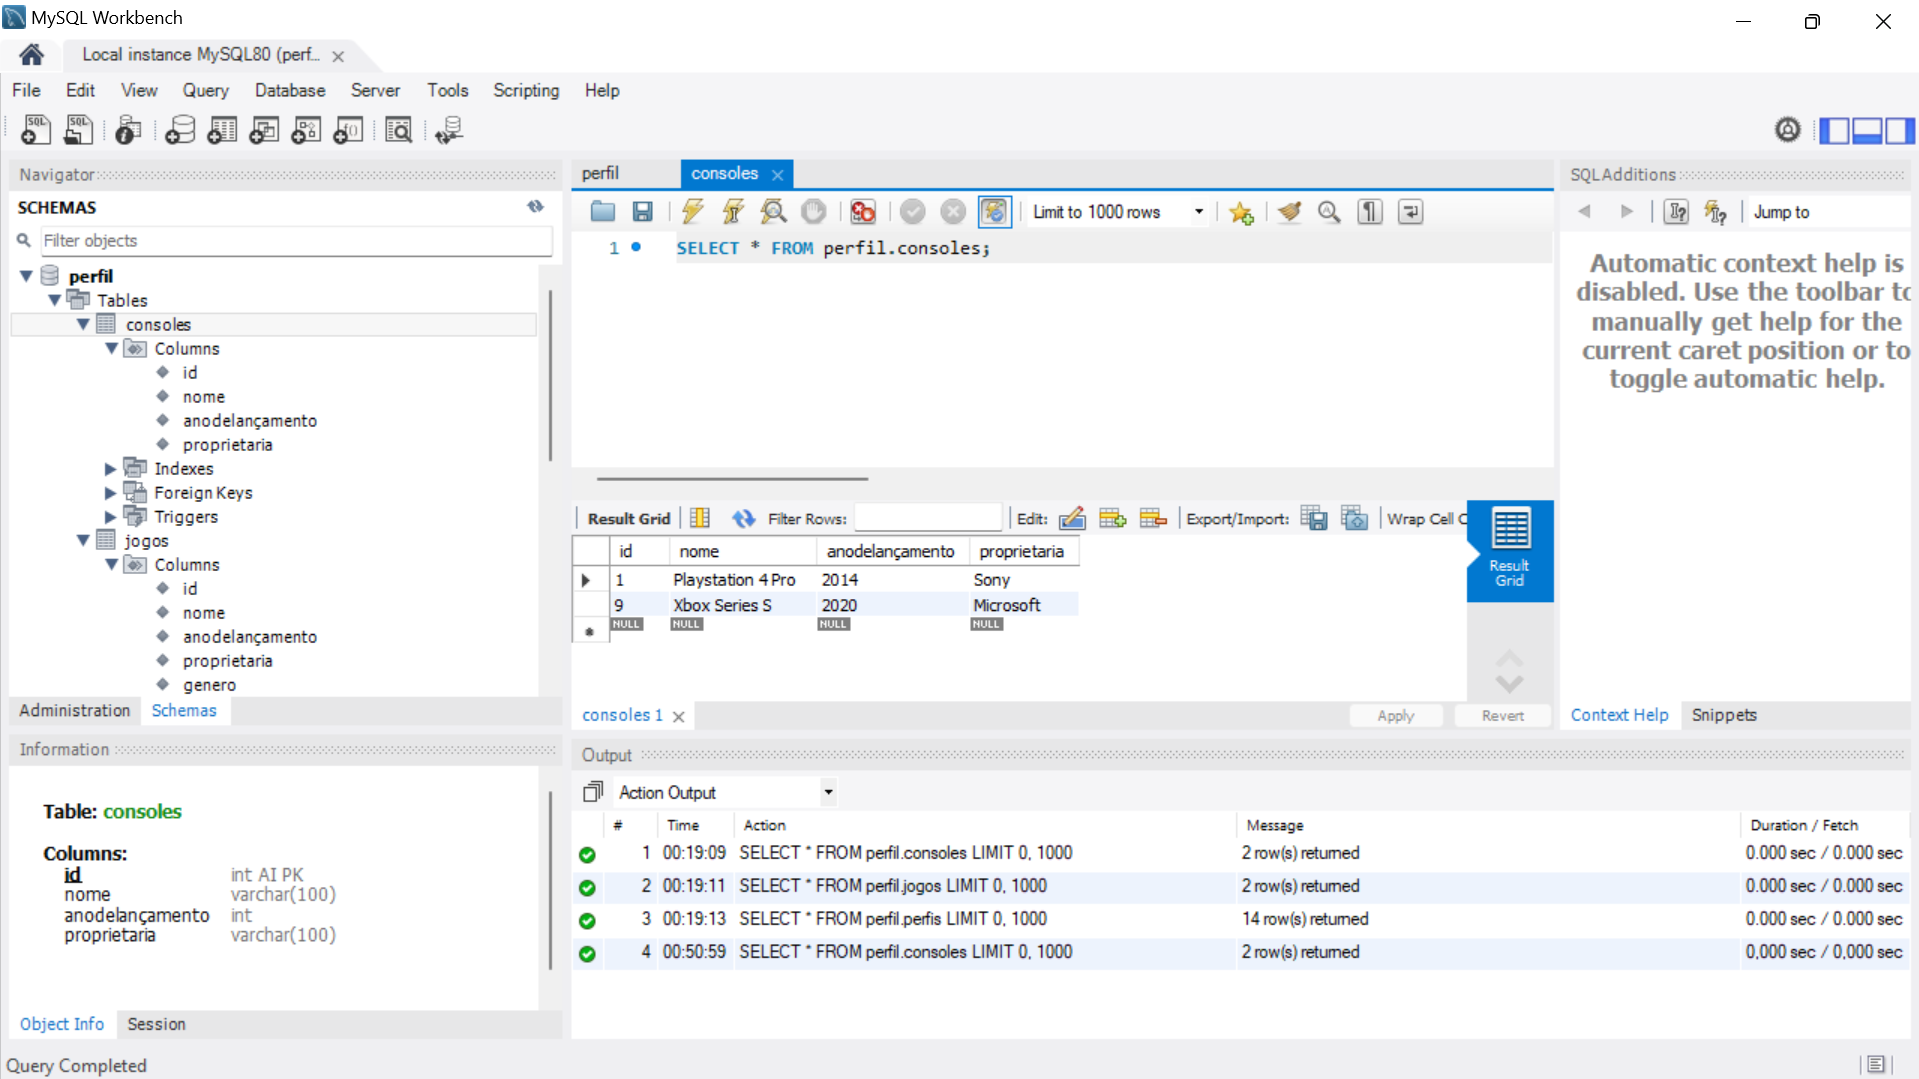 MySQL Workbench
Local instance MySQL80 (perf...
File Edit View Query Database Server Tools Scripting Help
Navigator
SCHEMAS
Filter objects
perfil
Tables
consoles
Columns
id
nome
anodelançamento
proprietaria
Indexes
Foreign Keys
Triggers
jogos
Columns
id
nome
anodelançamento
proprietaria
genero
Administration Schemas
Information
Table: consoles
Columns:
id int AI PK
nome varchar(100)
anodelançamento int
proprietaria varchar(100)
Object Info Session
Query Completed
perfil consoles
Limit to 1000 rows
1 SELECT * FROM perfil.consoles;
Result Grid Filter Rows: Edit: Export/Import: Wrap Cell C
id nome anodelançamento proprietaria
1 Playstation 4 Pro 2014 Sony
9 Xbox Series S 2020 Microsoft
NULL NULL NULL NULL
Result
Grid
consoles 1 Apply Revert
SQLAdditions
Jump to
Automatic context help is
disabled. Use the toolbar to
manually get help for the
current caret position or to
toggle automatic help.
Context Help Snippets
Output
Action Output
# Time Action Message Duration / Fetch
1 00:19:09 SELECT * FROM perfil.consoles LIMIT 0, 1000 2 row(s) returned 0.000 sec / 0.000 sec
2 00:19:11 SELECT * FROM perfil.jogos LIMIT 0, 1000 2 row(s) returned 0.000 sec / 0.000 sec
3 00:19:13 SELECT * FROM perfil.perfis LIMIT 0, 1000 14 row(s) returned 0.000 sec / 0.000 sec
4 00:50:59 SELECT * FROM perfil.consoles LIMIT 0, 1000 2 row(s) returned 0,000 sec / 0,000 sec